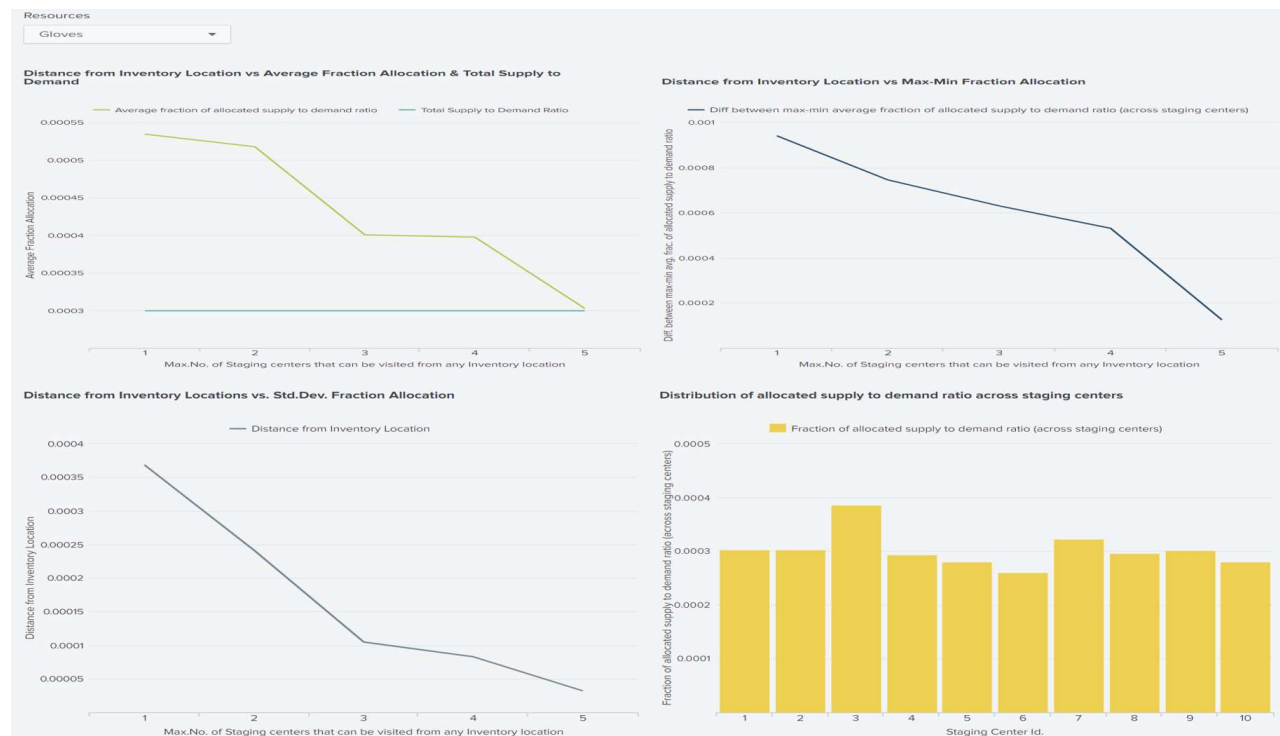 Resources
Gloves
Distance from Inventory Location vs Average Fraction Allocation & Total Supply to
Demand
Average fraction of allocated supply to demand ratio
Total Supply to Demand Ratio
0.00055
0.0005
0.00045
0.0004
0.00035
0.0003
Average Fraction Allocation
1
2
3
4
5
Max.No. of Staging centers that can be visited from any Inventory location
Distance from Inventory Location vs Max-Min Fraction Allocation
Diff between max-min average fraction of allocated supply to demand ratio (across staging centers)
0.001
0.0008
0.0006
0.0004
0.0002
Diff. between max-min avg. frac. of allocated supply to demand ratio
1
2
3
4
5
Max.No. of Staging centers that can be visited from any Inventory location
Distance from Inventory Locations vs. Std.Dev. Fraction Allocation
Distance from Inventory Location
0.0004
0.00035
0.0003
0.00025
0.0002
0.00015
0.0001
0.00005
Distance from Inventory Location
1
2
3
4
5
Max.No. of Staging centers that can be visited from any Inventory location
Distribution of allocated supply to demand ratio across staging centers
Fraction of allocated supply to demand ratio (across staging centers)
0.0005
0.0004
0.0003
0.0002
0.0001
Fraction of allocated supply to demand ratio (across staging centers)
1
2
3
4
5
6
7
8
9
10
Staging Center Id.